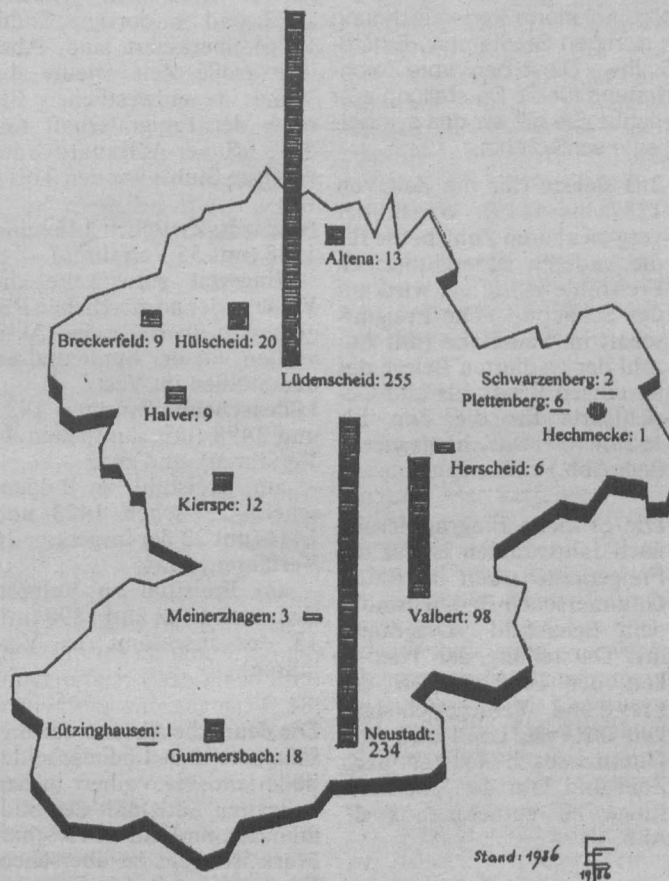 Altena: 13
Breckerfeld: 9
Hülscheid: 20
Lüdenscheid: 255
Schwarzenberg: 2
Plettenberg: 6
Hechmecke: 1
Halver: 9
Herscheid: 6
Kierspe: 12
Meinerzhagen: 3
Valbert: 98
Lützinghausen: 1
Gummersbach: 18
Neustadt:
234
Stand: 1986
1986